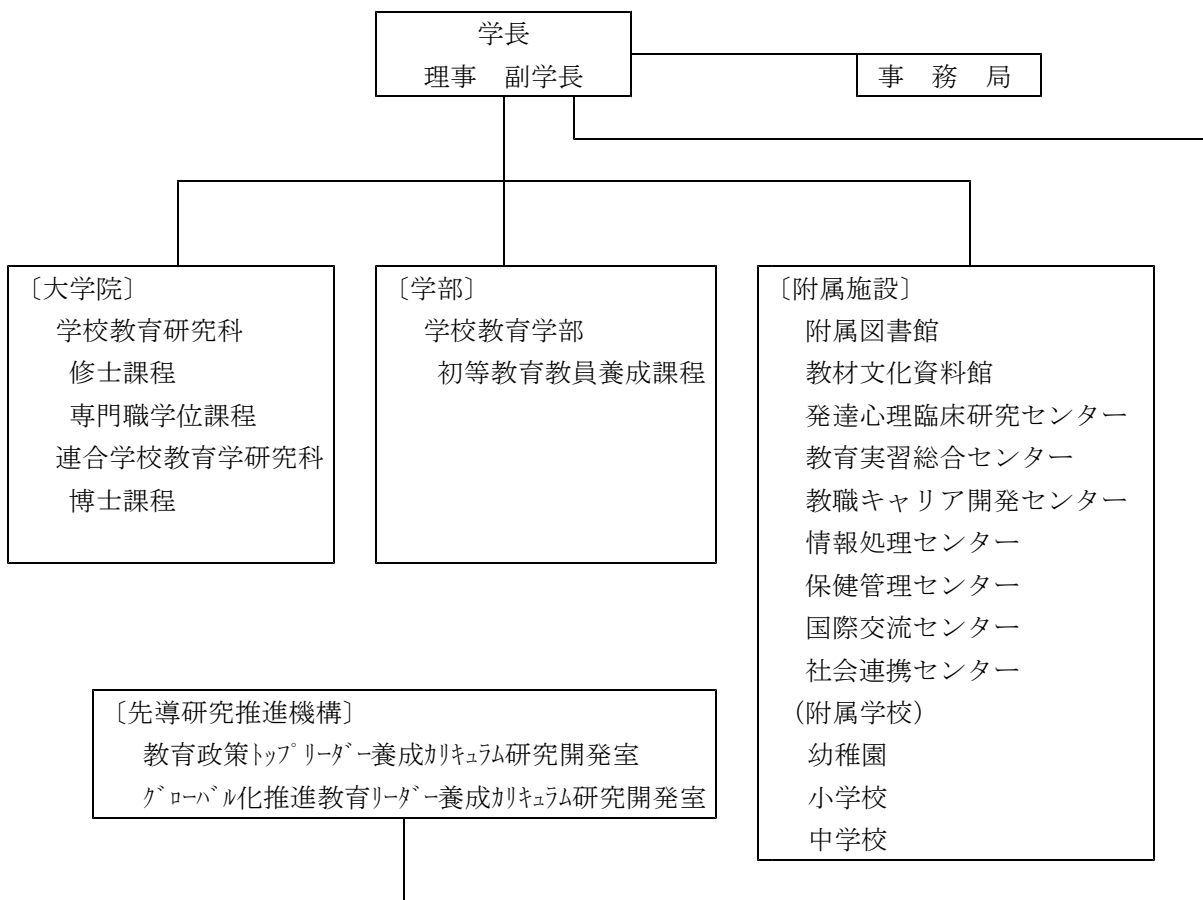 学長
理事　副学長
事　務　局
〔大学院〕
学校教育研究科
修士課程
専門職学位課程
連合学校教育学研究科
博士課程
〔学部〕
学校教育学部
初等教育教員養成課程
〔附属施設〕
附属図書館
教材文化資料館
発達心理臨床研究センター
教育実習総合センター
教職キャリア開発センター
情報処理センター
保健管理センター
国際交流センター
社会連携センター
(附属学校)
幼稚園
小学校
中学校
〔先導研究推進機構〕
教育政策ﾄｯﾌﾟﾘｰﾀﾞｰ養成ｶﾘｷｭﾗﾑ研究開発室
ｸﾞﾛｰﾊﾞﾙ化推進教育ﾘｰﾀﾞｰ養成ｶﾘｷｭﾗﾑ研究開発室